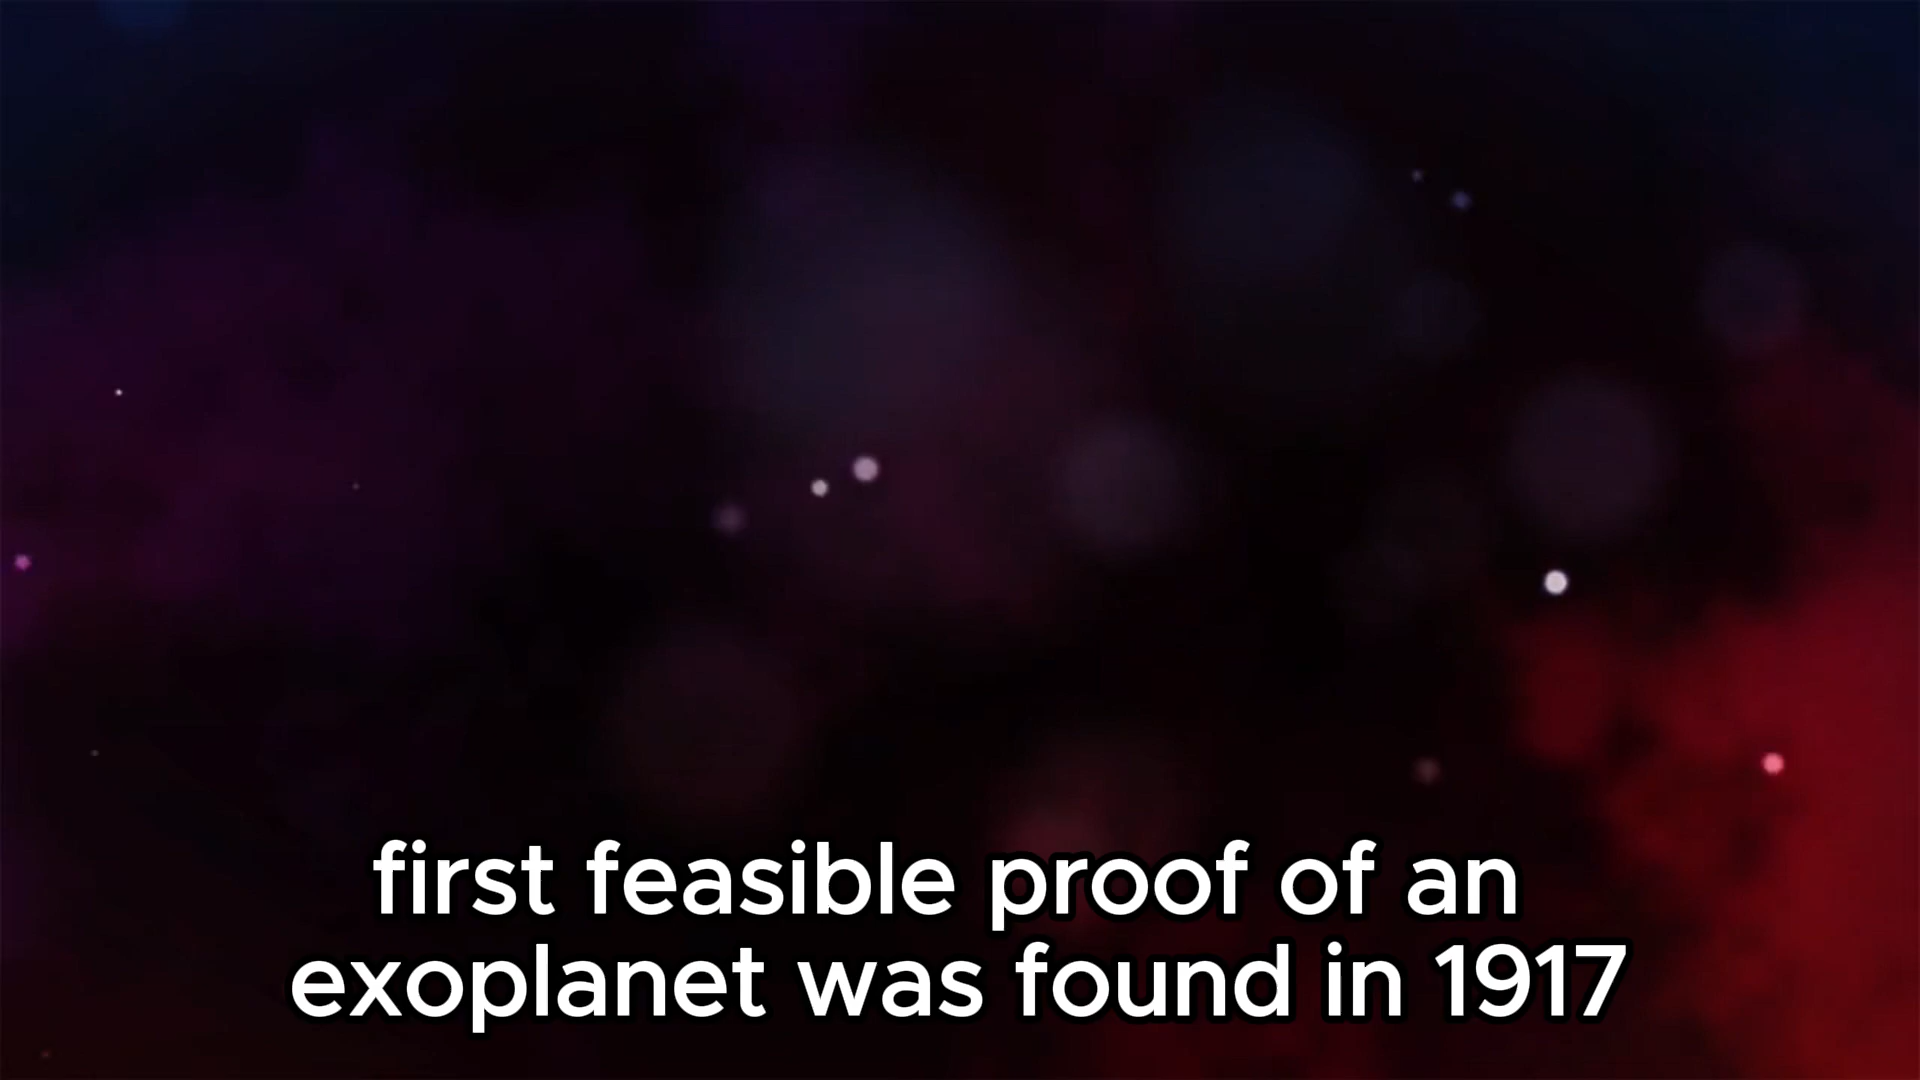 first feasible proof of an
exoplanet was found in 1917